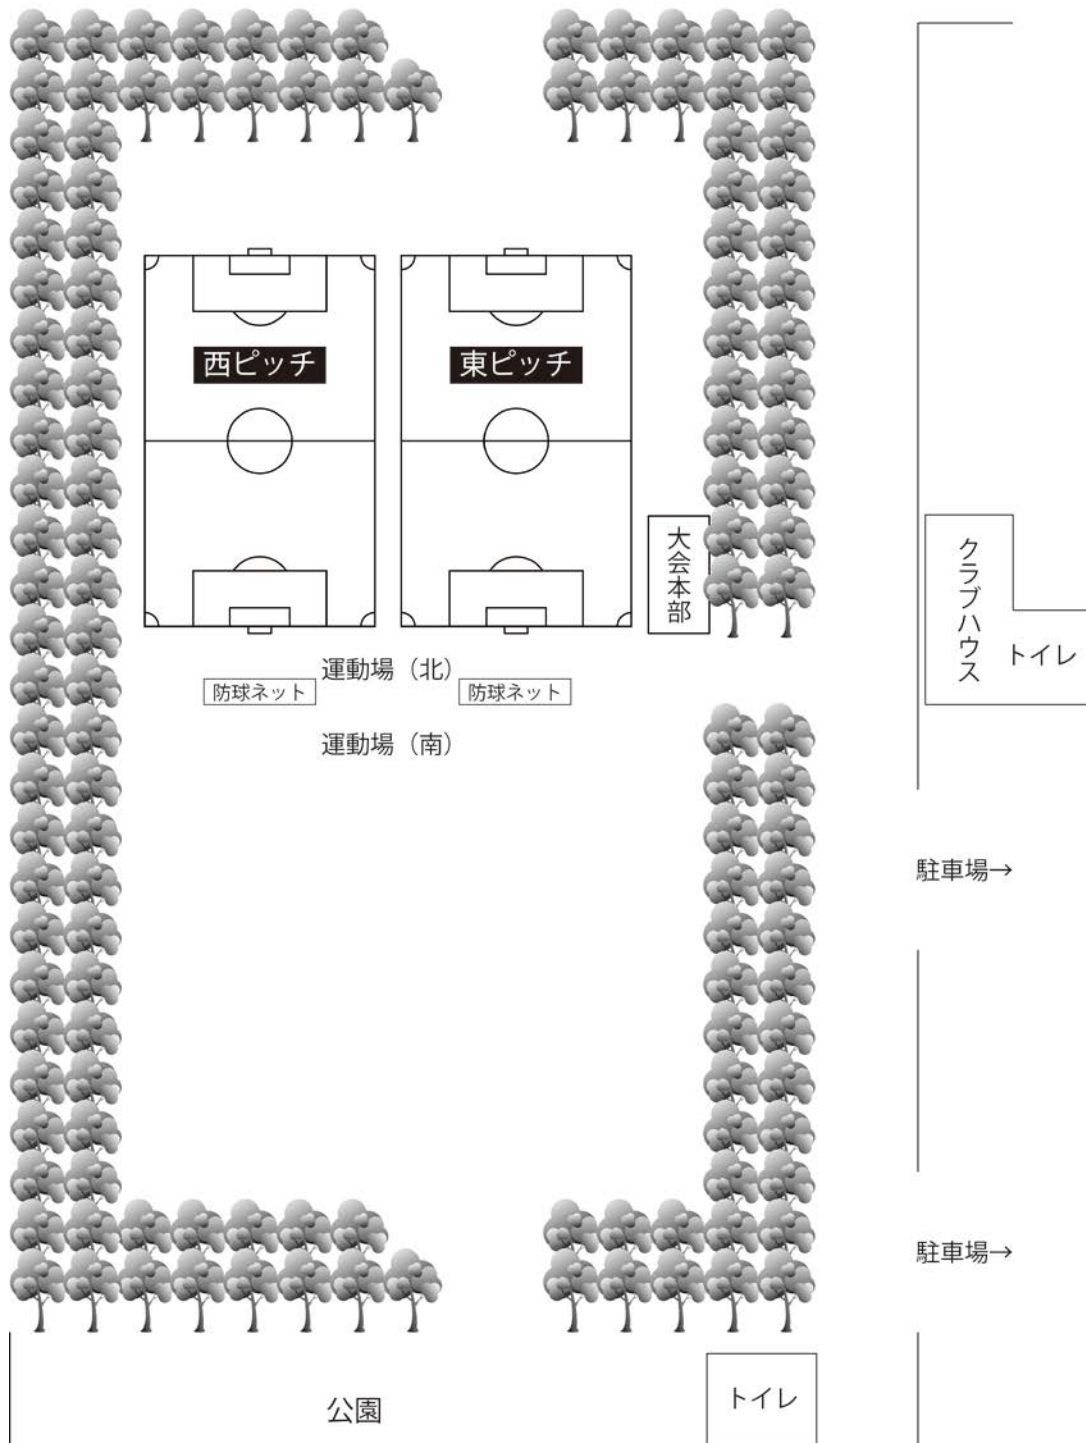 西ピッチ
東ピッチ
大会本部
クラブハウス
トイレ
運動場（北）
防球ネット
防球ネット
運動場（南）
駐車場→
駐車場→
公園
トイレ